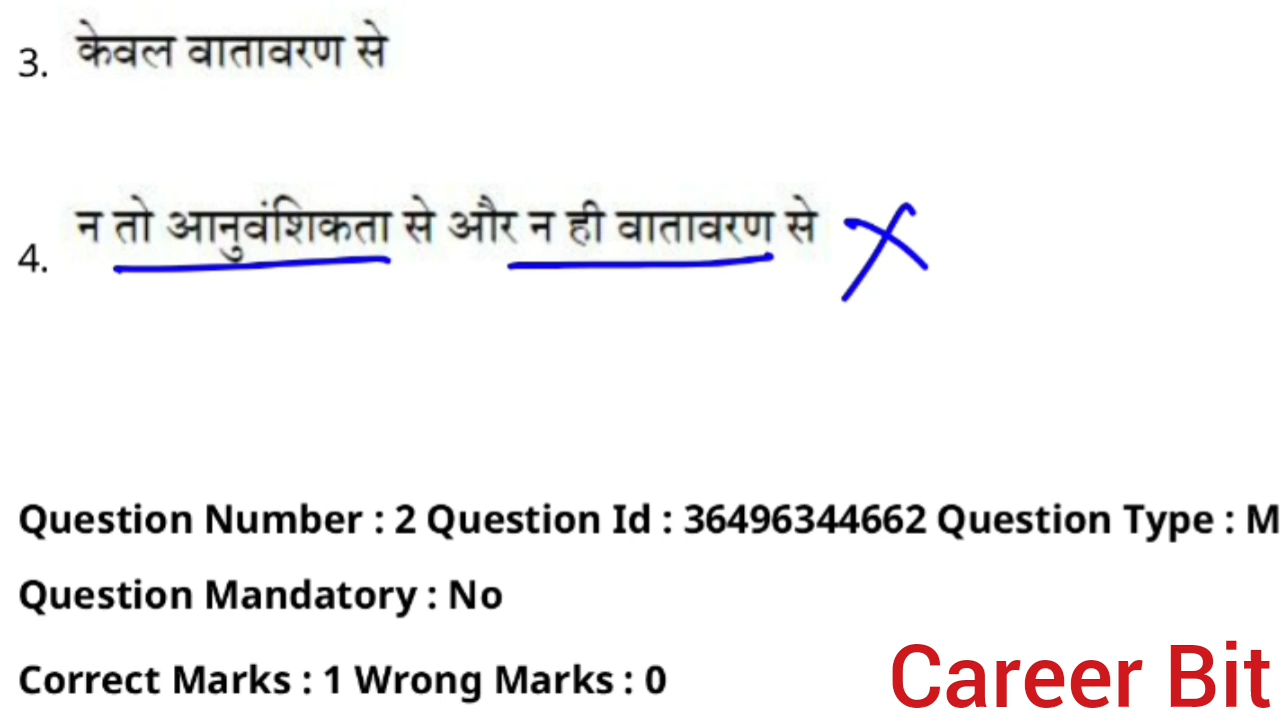 3. केवल वातावरण से
4. न तो आनुवंशिकता से और न ही वातावरण से
Question Number : 2 Question Id : 36496344662 Question Type : M
Question Mandatory : No
Correct Marks : 1 Wrong Marks : 0
Career Bit